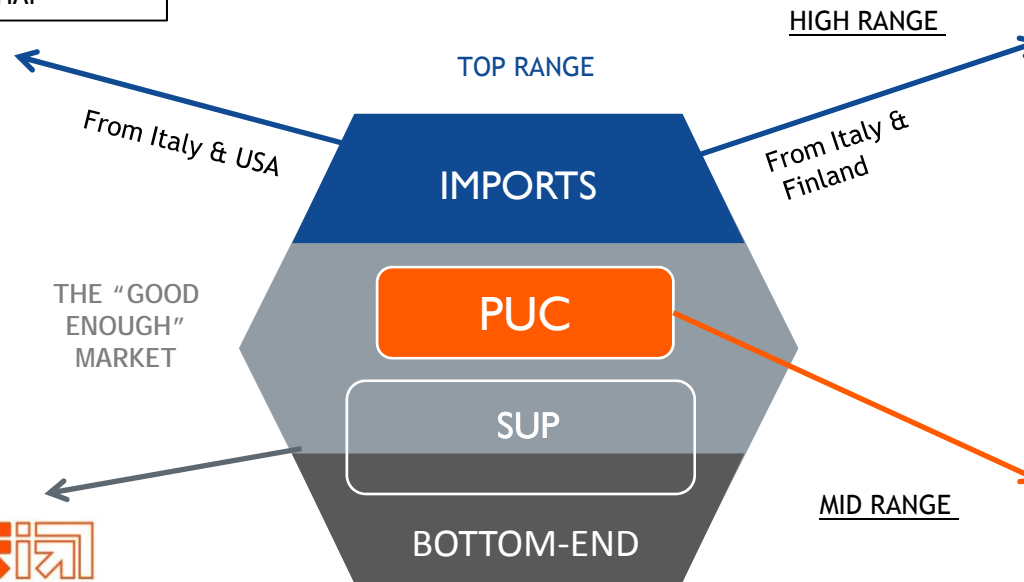 HIGH RANGE
TOP RANGE
From Italy & USA
From Italy &
Finland
IMPORTS
THE “GOOD
ENOUGH”
MARKET
PUC
SUP
MID RANGE
BOTTOM-END